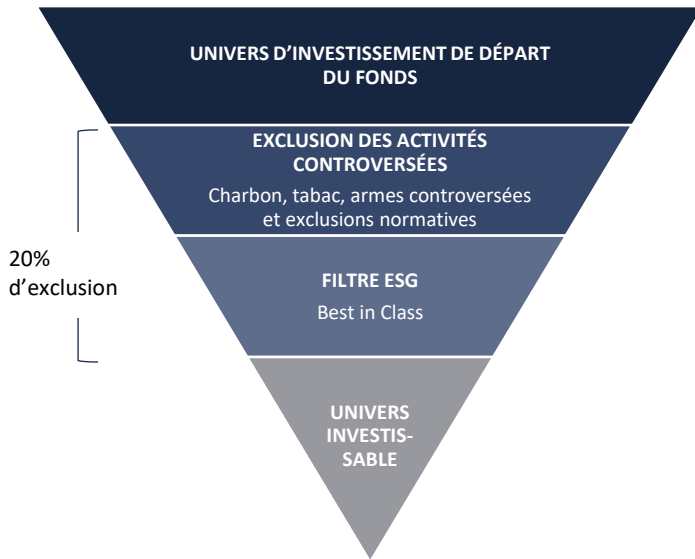 UNIVERS D’INVESTISSEMENT DE DÉPART
DU FONDS
EXCLUSION DES ACTIVITÉS
CONTROVERSÉES
Charbon, tabac, armes controversées
et exclusions normatives
20%
d’exclusion
FILTRE ESG
Best in Class
UNIVERS
INVESTIS-
SABLE